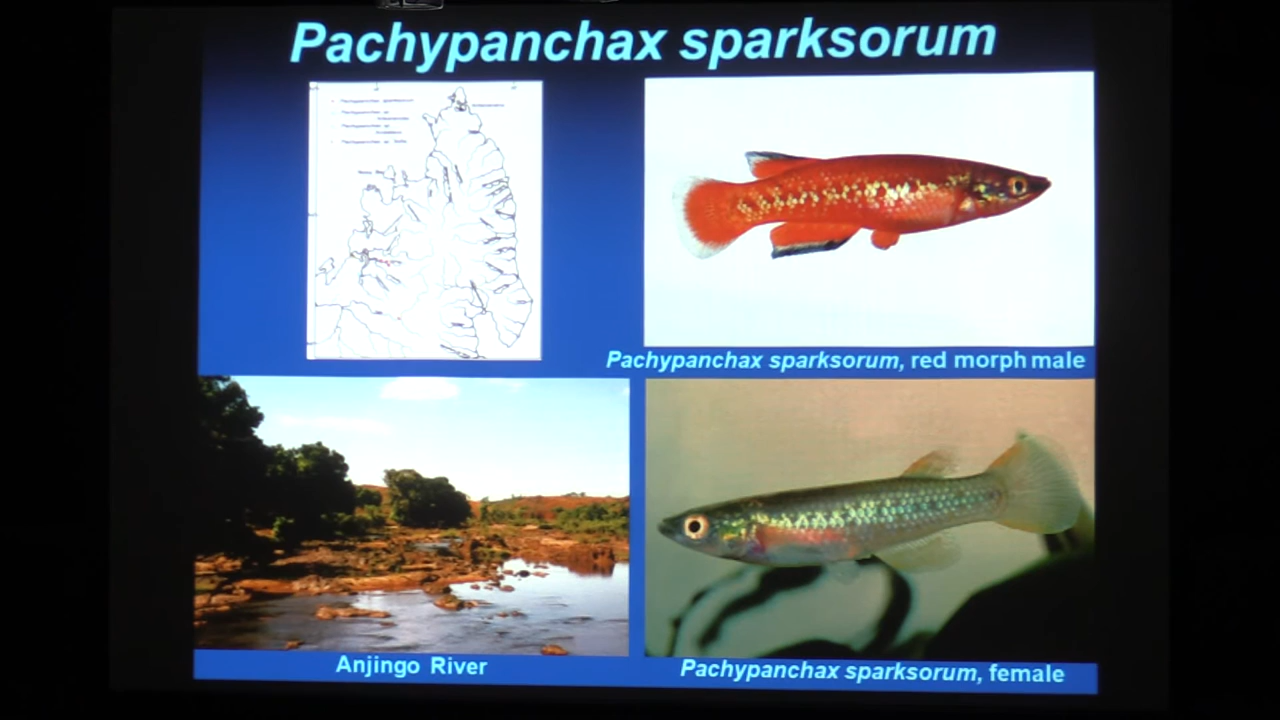 Pachypanchax sparksorum
Pachypanchax sparksorum, red morph male
Anjingo River
Pachypanchax sparksorum, female